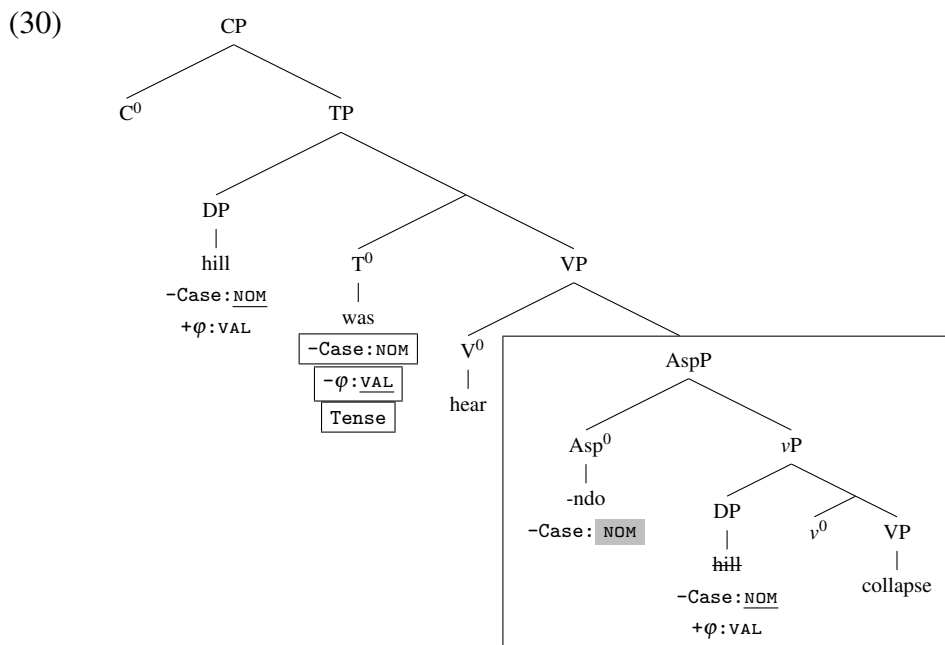 (30)
CP
C⁰ TP
DP
hill T⁰ VP
-Case:NOM
+φ:VAL was
-Case:NOM V⁰ AspP
-φ:VAL
Tense hear
Asp⁰ vP
-ndo DP v⁰ VP
-Case: NOM
hill collapse
-Case:NOM
+φ:VAL